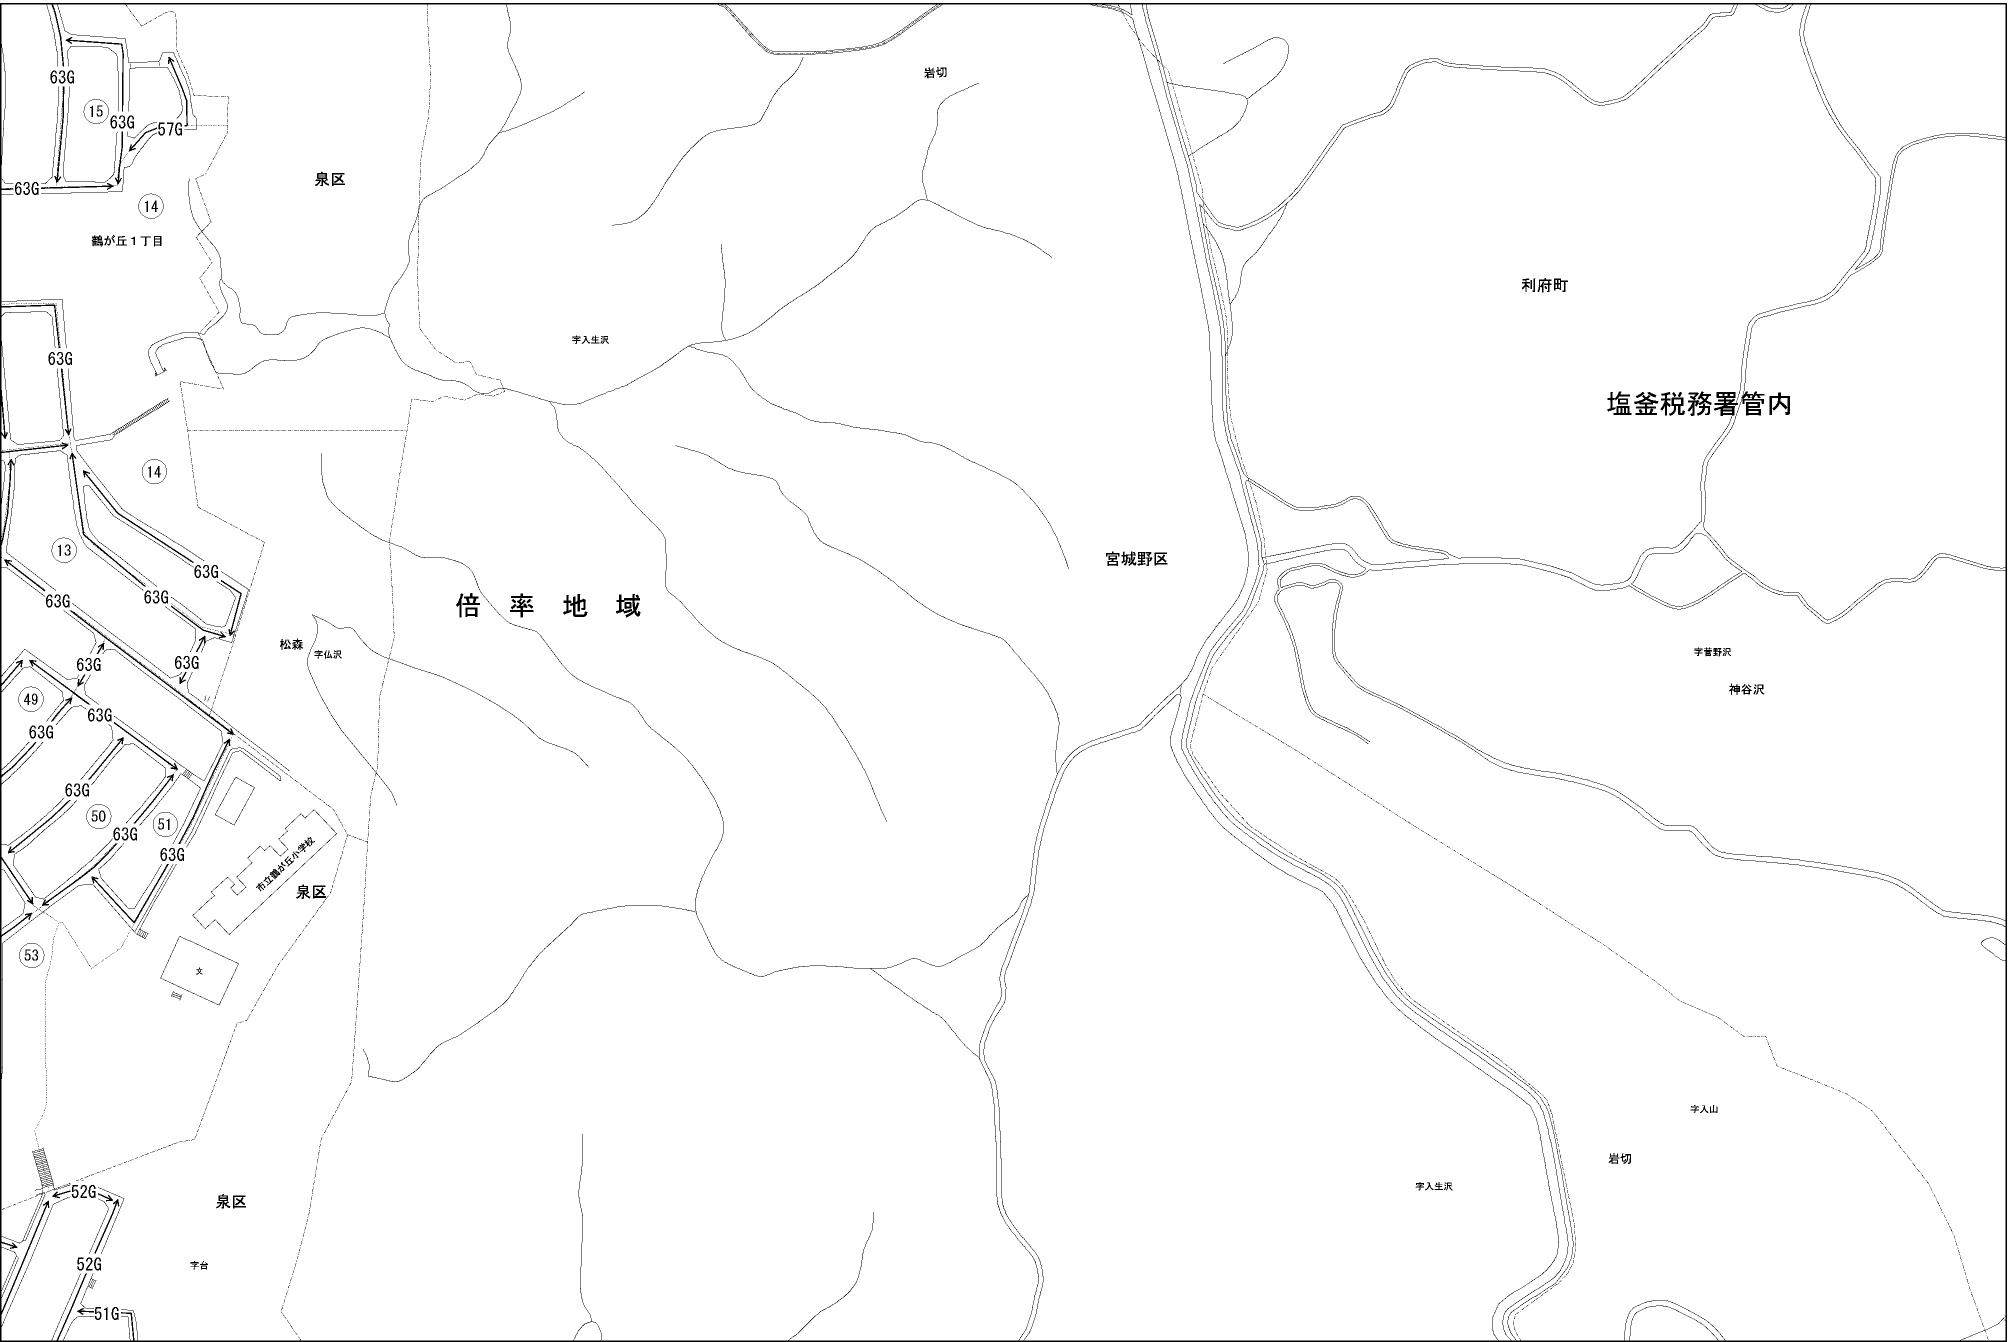 63G
15
63G
57G
63G
14
鶴が丘1丁目
泉区
岩切
利府町
字入生沢
63G
塩釜税務署管内
14
13
63G
63G
63G
倍率地域
宮城野区
松森
字仏沢
63G
63G
字菅野沢
神谷沢
49
63G
63G
63G
50
51
63G
63G
市立鶴が丘小学校
泉区
53
文
字入山
岩切
字入生沢
52G
泉区
52G
字台
51G